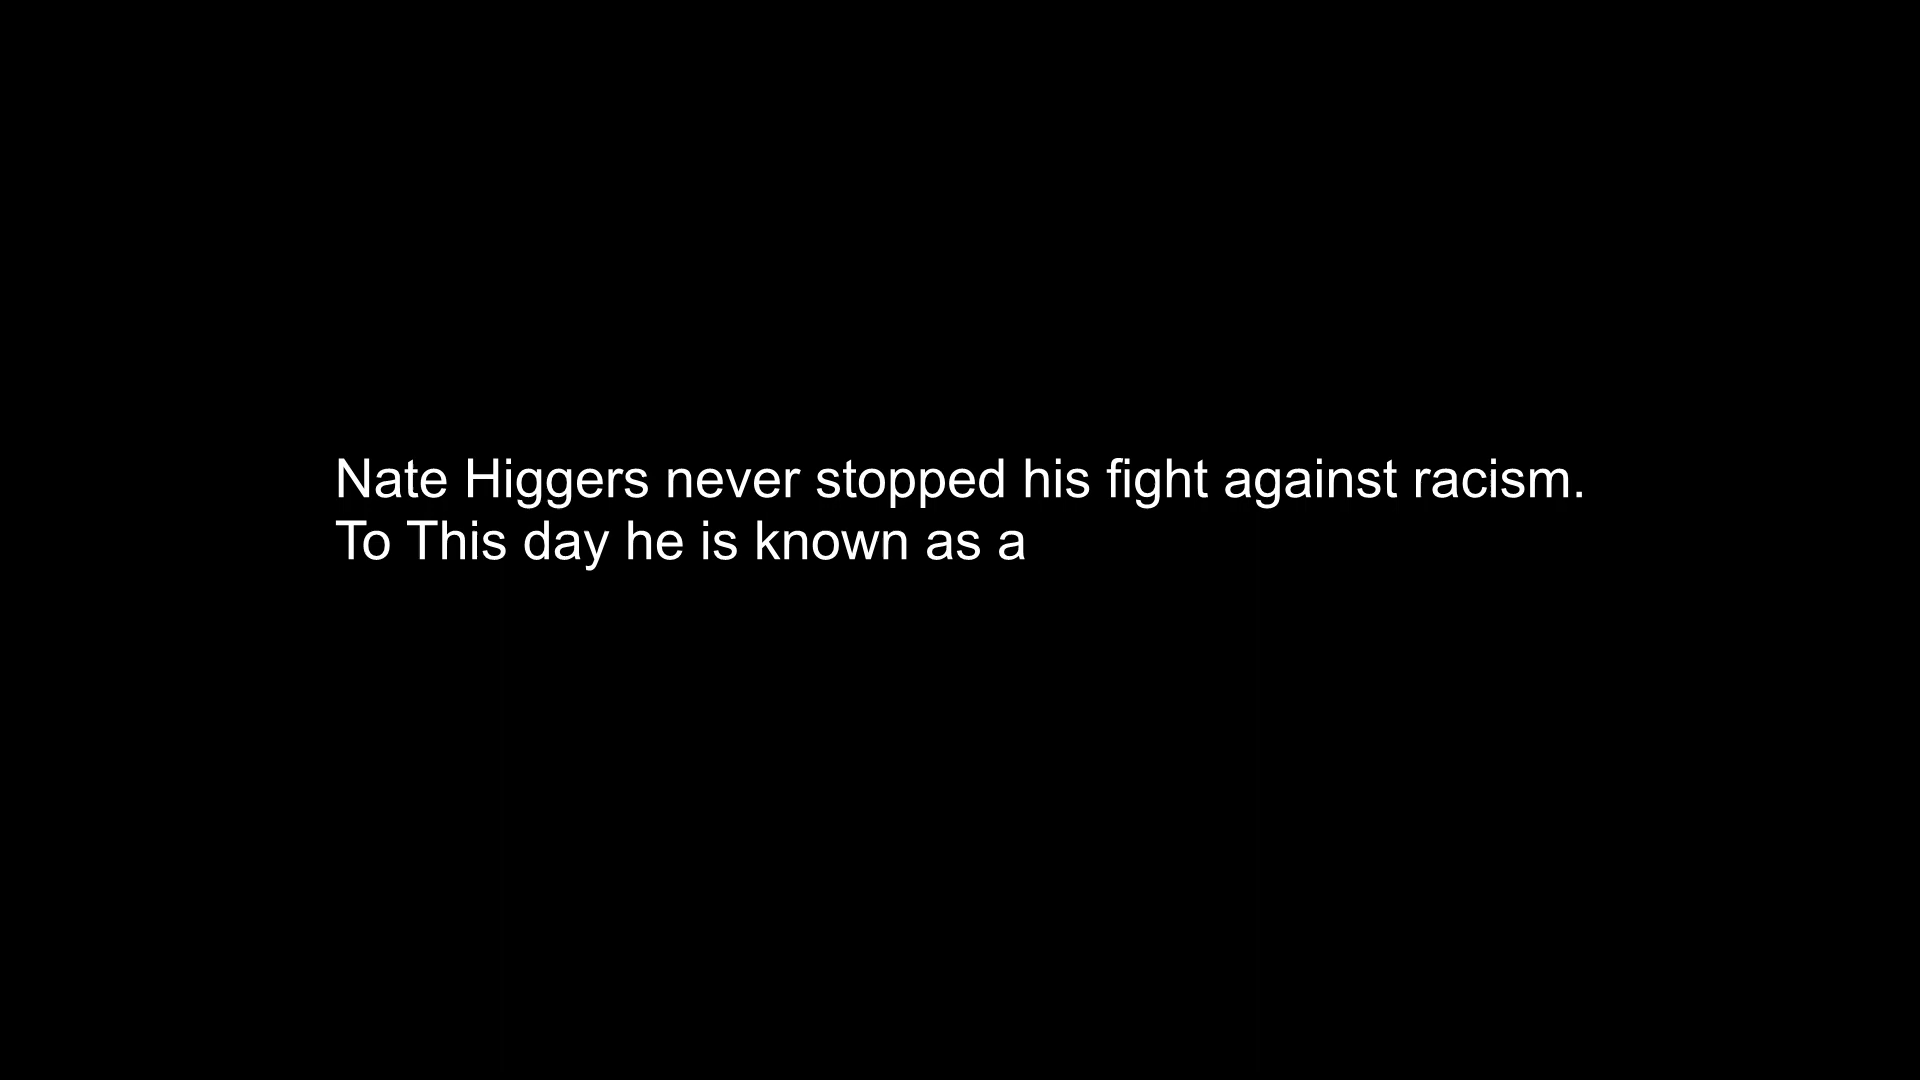 Nate Higgers never stopped his fight against racism.
To This day he is known as a